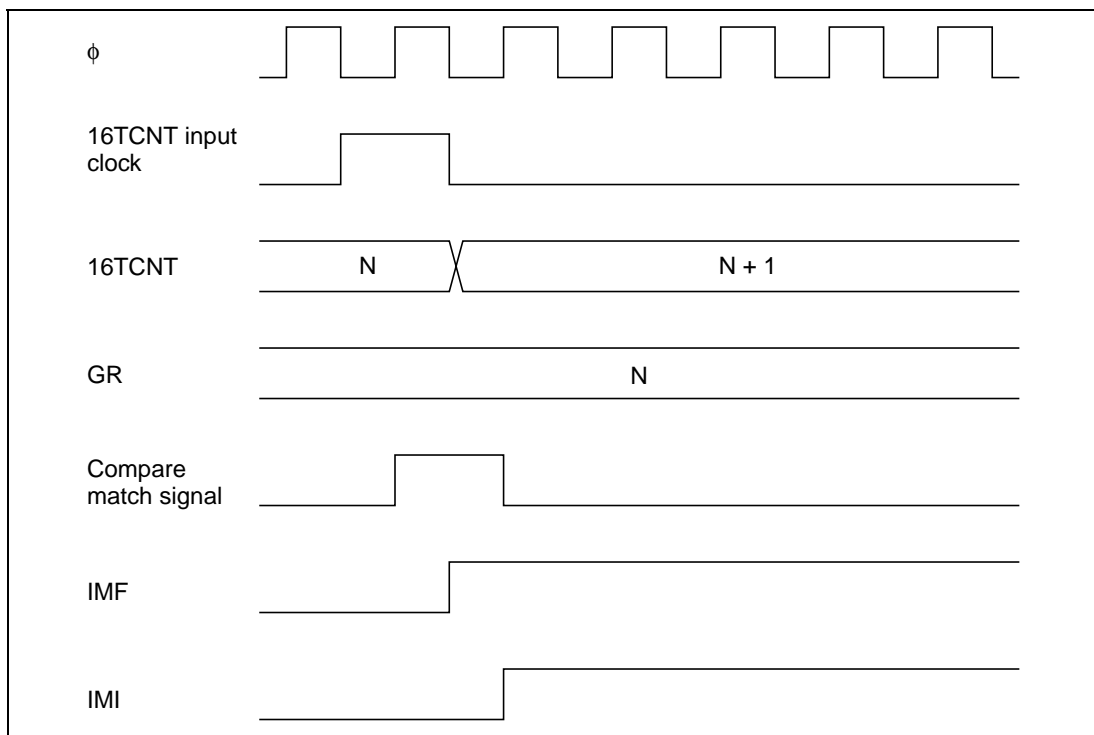 ϕ
16TCNT input
clock
16TCNT
N
N + 1
GR
N
Compare
match signal
IMF
IMI